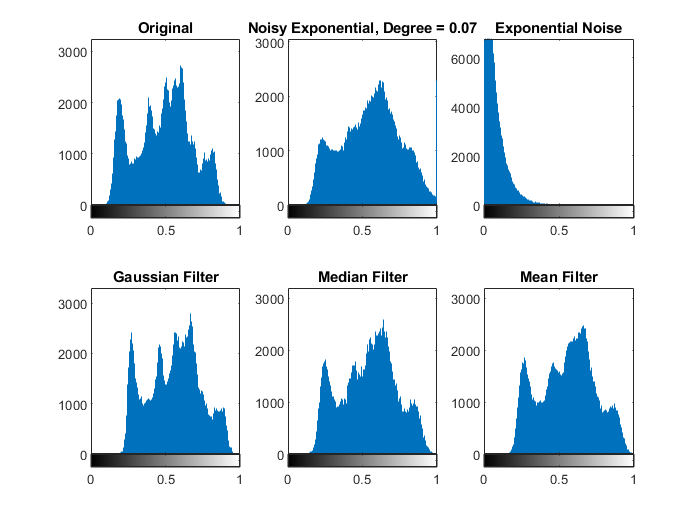 Original
Noisy Exponential, Degree = 0.07
Exponential Noise
3000
2000
1000
0
0 0.5 1
3000
2000
1000
0
0 0.5 1
6000
4000
2000
0
0 0.5 1
Gaussian Filter
Median Filter
Mean Filter
3000
2000
1000
0
0 0.5 1
3000
2000
1000
0
0 0.5 1
3000
2000
1000
0
0 0.5 1